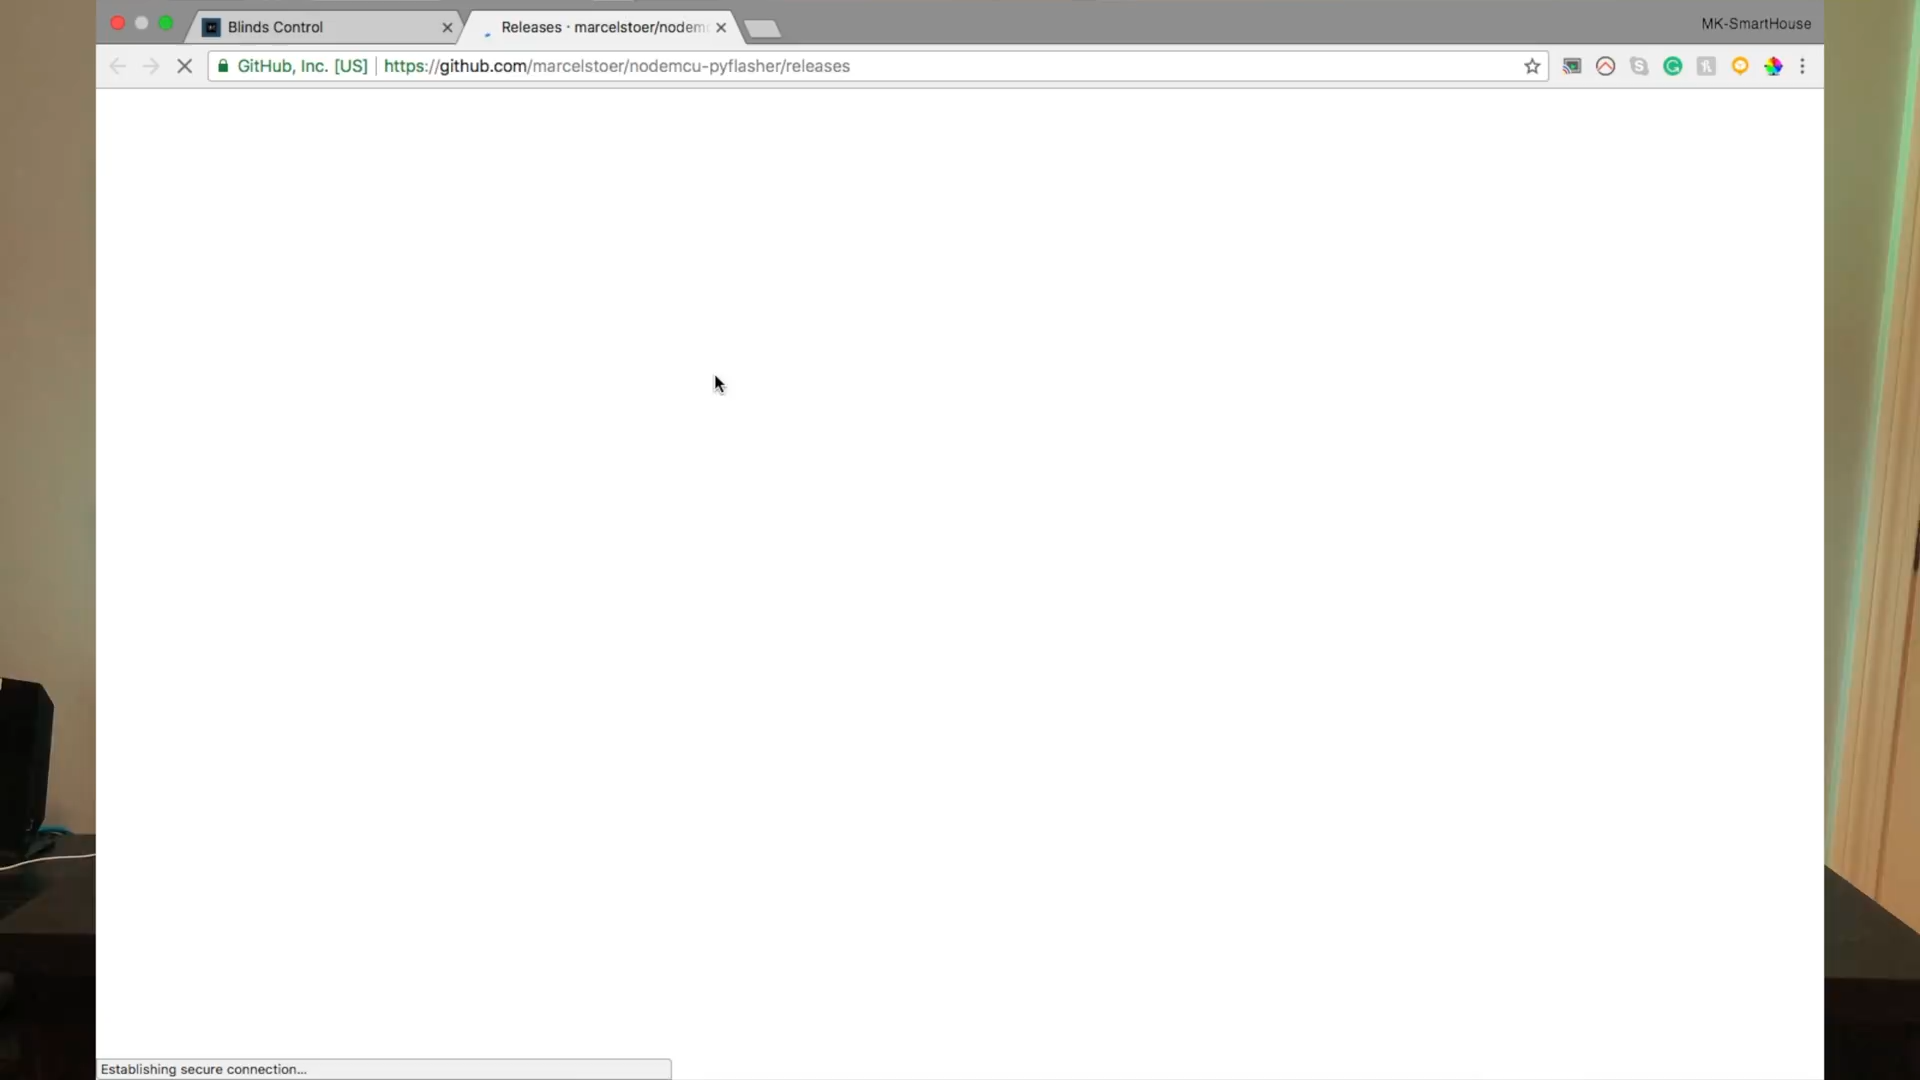 Blinds Control
Releases · marcelstoer/nodem
MK-SmartHouse
GitHub, Inc. [US]
https://github.com/marcelstoer/nodemcu-pyflasher/releases
Establishing secure connection...